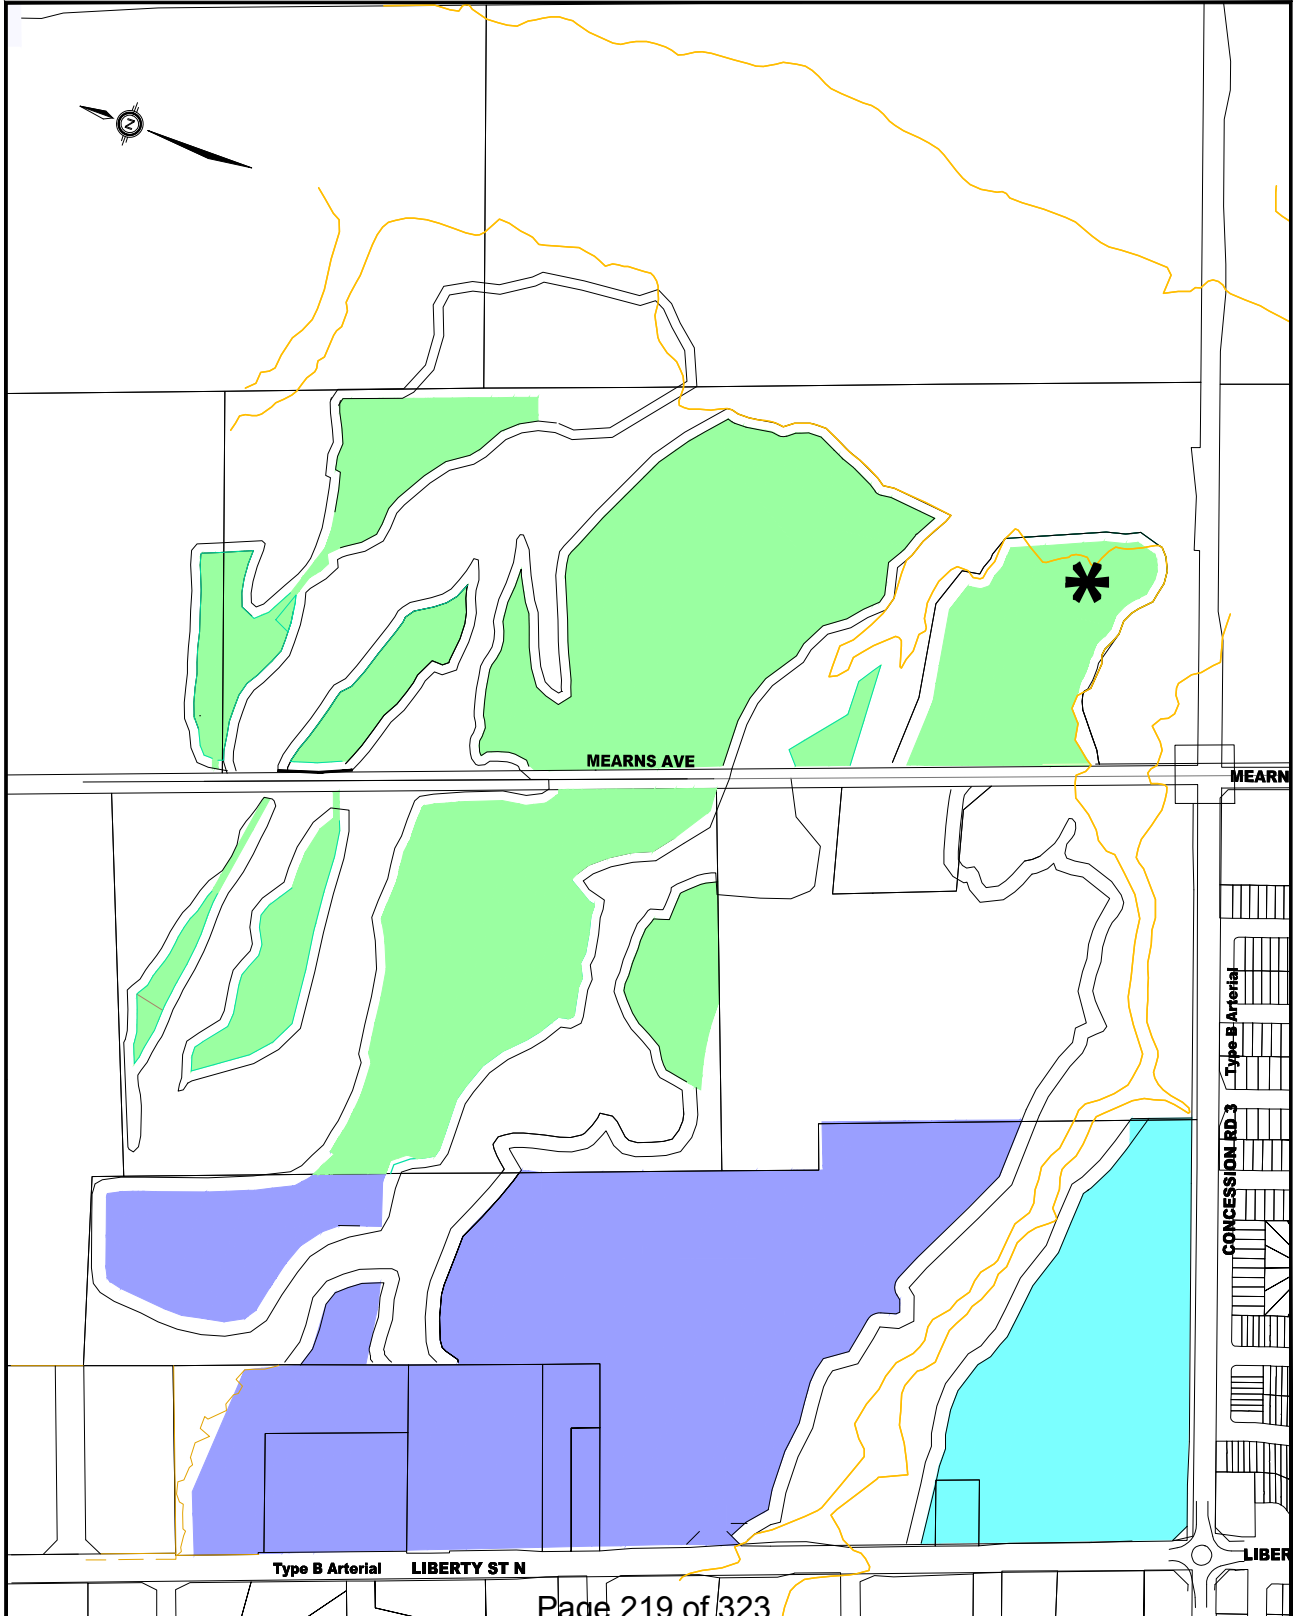 N
MEARNS AVE
MEARN
Type B Arterial
CONCESSION RD 3
Type B Arterial LIBERTY ST N
LIBER
Page 219 of 323